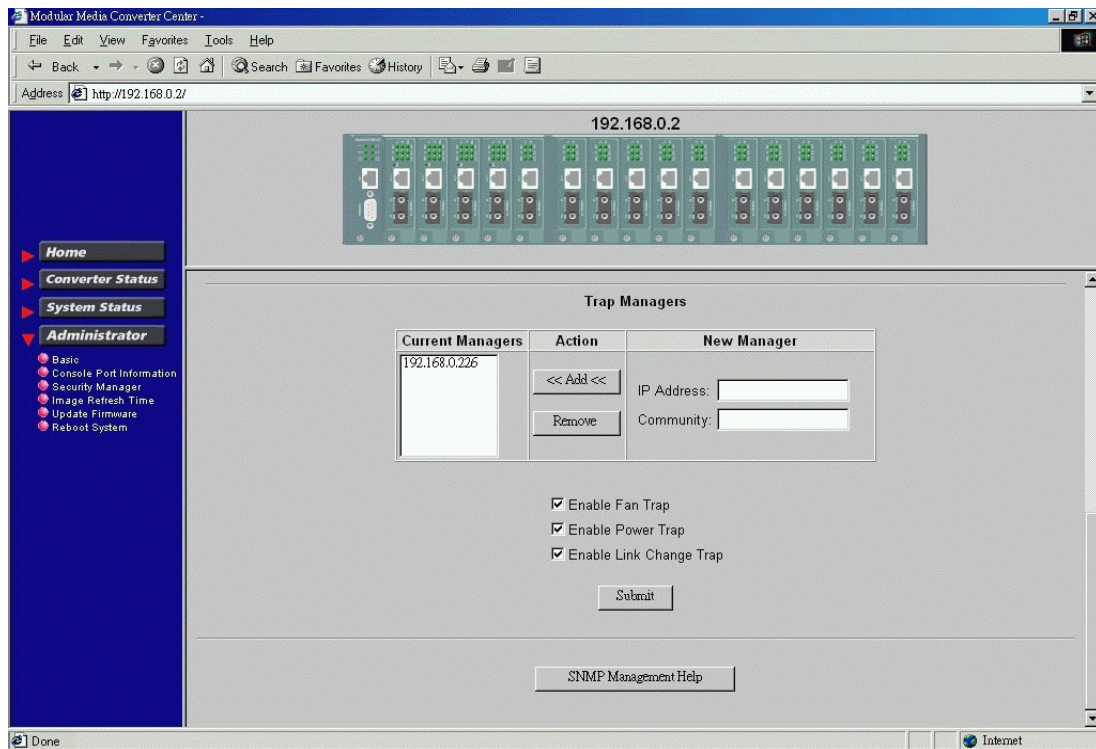 Modular Media Converter Center -
File Edit View Favorites Tools Help
Back Search Favorites History
Address http://192.168.0.2/
192.168.0.2
Home
Converter Status
System Status
Administrator
Basic
Console Port Information
Security Manager
Image Refresh Time
Update Firmware
Reboot System
Trap Managers
Current Managers Action New Manager
192.168.0.226
<< Add <<
IP Address:
Remove
Community:
Enable Fan Trap
Enable Power Trap
Enable Link Change Trap
Submit
SNMP Management Help
Done Internet